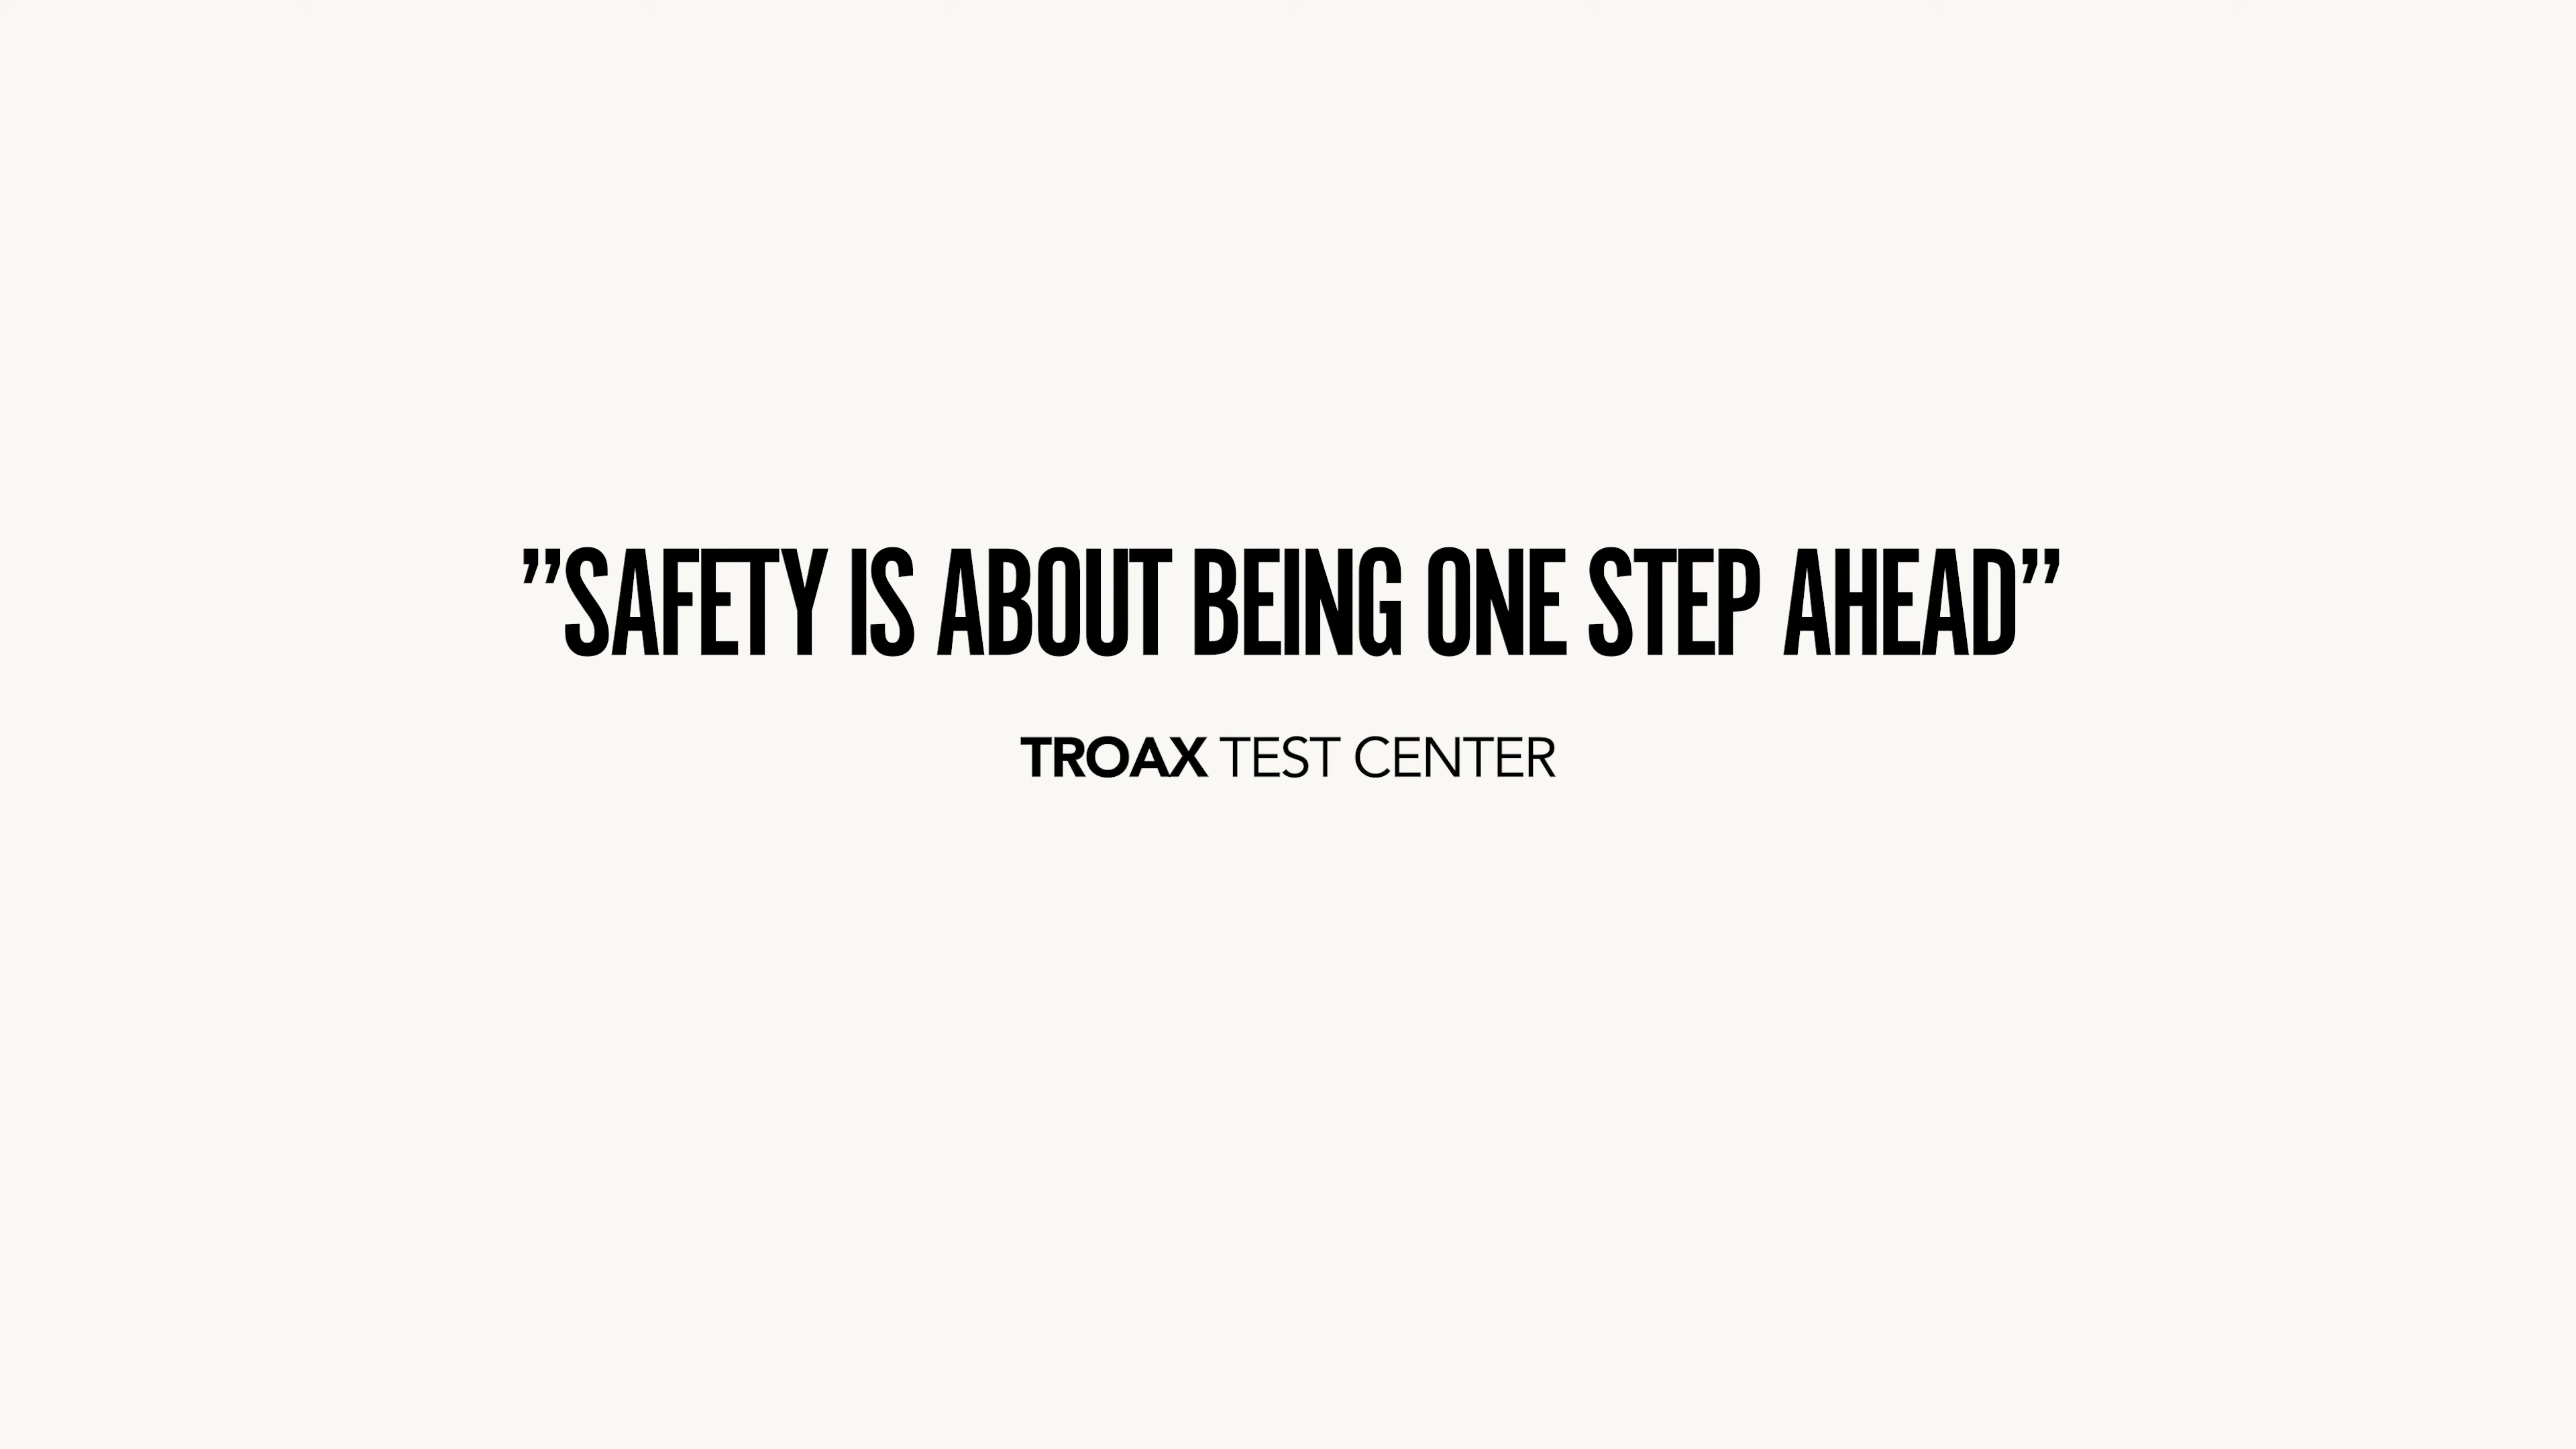 ”SAFETY IS ABOUT BEING ONE STEP AHEAD”
TROAX TEST CENTER